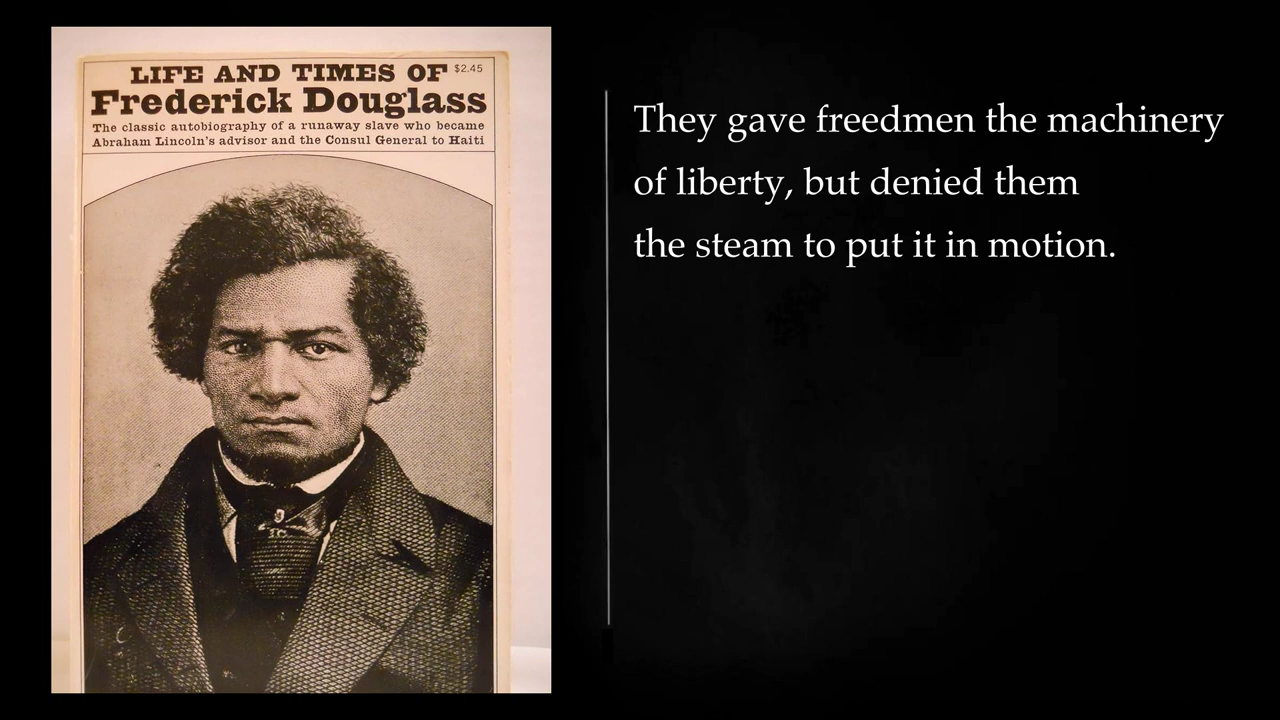 LIFE AND TIMES OF $2.45
Frederick Douglass
The classic autobiography of a runaway slave who became
Abraham Lincoln's advisor and the Consul General to Haiti
They gave freedmen the machinery
of liberty, but denied them
the steam to put it in motion.